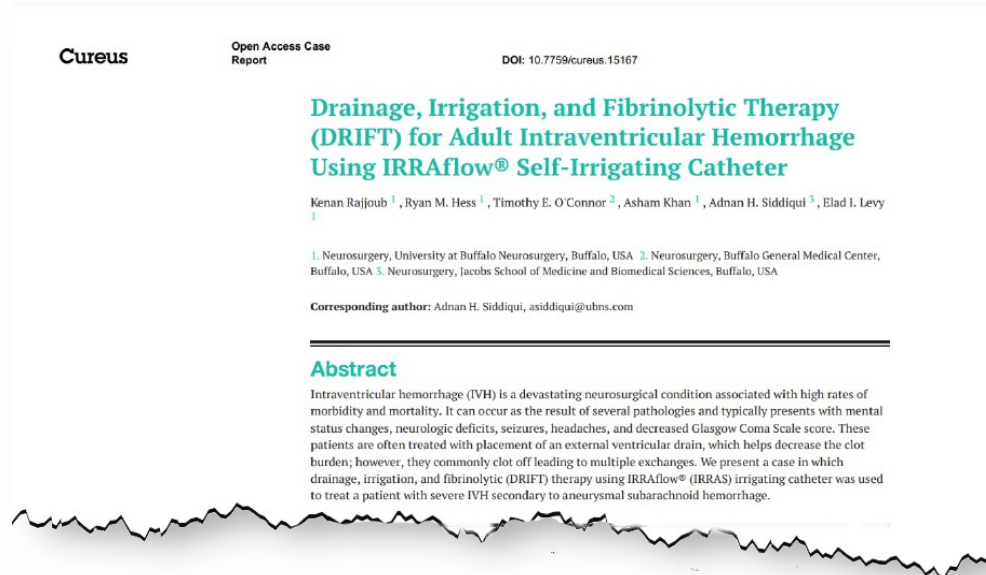 Cureus
Open Access Case
Report
DOI: 10.7759/cureus.15167
Drainage, Irrigation, and Fibrinolytic Therapy
(DRIFT) for Adult Intraventricular Hemorrhage
Using IRRAflow® Self-Irrigating Catheter
Kenan Rajjoub 1 , Ryan M. Hess 1 , Timothy E. O'Connor 2 , Asham Khan 1 , Adnan H. Siddiqui 3 , Elad I. Levy
1
1. Neurosurgery, University at Buffalo Neurosurgery, Buffalo, USA 2. Neurosurgery, Buffalo General Medical Center,
Buffalo, USA 3. Neurosurgery, Jacobs School of Medicine and Biomedical Sciences, Buffalo, USA
Corresponding author: Adnan H. Siddiqui, asiddiqui@ubns.com
Abstract
Intraventricular hemorrhage (IVH) is a devastating neurosurgical condition associated with high rates of
morbidity and mortality. It can occur as the result of several pathologies and typically presents with mental
status changes, neurologic deficits, seizures, headaches, and decreased Glasgow Coma Scale score. These
patients are often treated with placement of an external ventricular drain, which helps decrease the clot
burden; however, they commonly clot off leading to multiple exchanges. We present a case in which
drainage, irrigation, and fibrinolytic (DRIFT) therapy using IRRAflow® (IRRAS) irrigating catheter was used
to treat a patient with severe IVH secondary to aneurysmal subarachnoid hemorrhage.